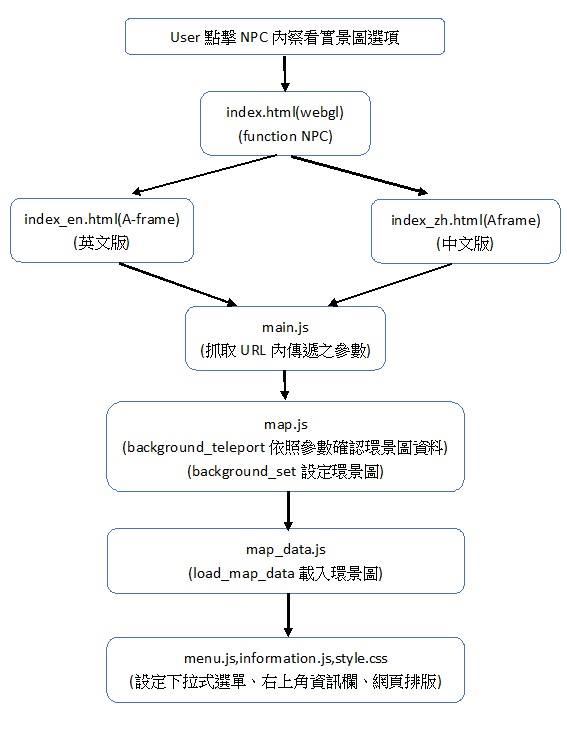 User 點擊 NPC 內察看實景圖選項
index.html(webgl)
(function NPC)
index_en.html(A-frame)
(英文版)
index_zh.html(Aframe)
(中文版)
main.js
(抓取 URL 內傳遞之參數)
map.js
(background_teleport 依照參數確認環景圖資料)
(background_set 設定環景圖)
map_data.js
(load_map_data 載入環景圖)
menu.js,information.js,style.css
(設定下拉式選單、右上角資訊欄、網頁排版)